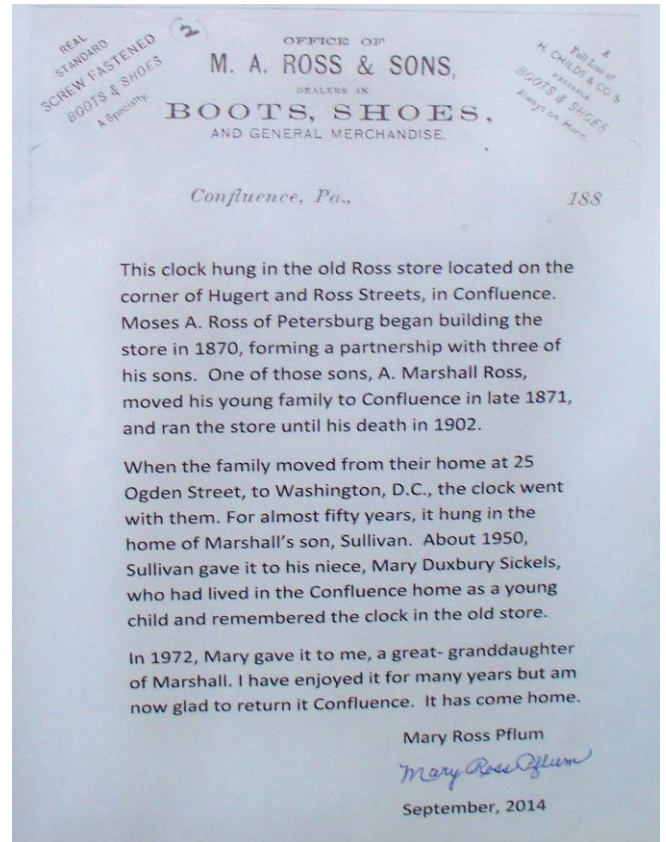 REAL
STANDARD
SCREW FASTENED
BOOTS & SHOES
A Specialty.
(2)
OFFICE OF
M. A. ROSS & SONS,
DEALERS IN
BOOTS, SHOES,
AND GENERAL MERCHANDISE.
A
Full Line of
H. CHILDS & CO'S
RELIABLE
BOOTS & SHOES
Always on Hand
Confluence, Pa., 188
This clock hung in the old Ross store located on the
corner of Hugert and Ross Streets, in Confluence.
Moses A. Ross of Petersburg began building the
store in 1870, forming a partnership with three of
his sons. One of those sons, A. Marshall Ross,
moved his young family to Confluence in late 1871,
and ran the store until his death in 1902.
When the family moved from their home at 25
Ogden Street, to Washington, D.C., the clock went
with them. For almost fifty years, it hung in the
home of Marshall's son, Sullivan. About 1950,
Sullivan gave it to his niece, Mary Duxbury Sickels,
who had lived in the Confluence home as a young
child and remembered the clock in the old store.
In 1972, Mary gave it to me, a great- granddaughter
of Marshall. I have enjoyed it for many years but am
now glad to return it Confluence. It has come home.
Mary Ross Pflum
Mary Ross Pflum
September, 2014